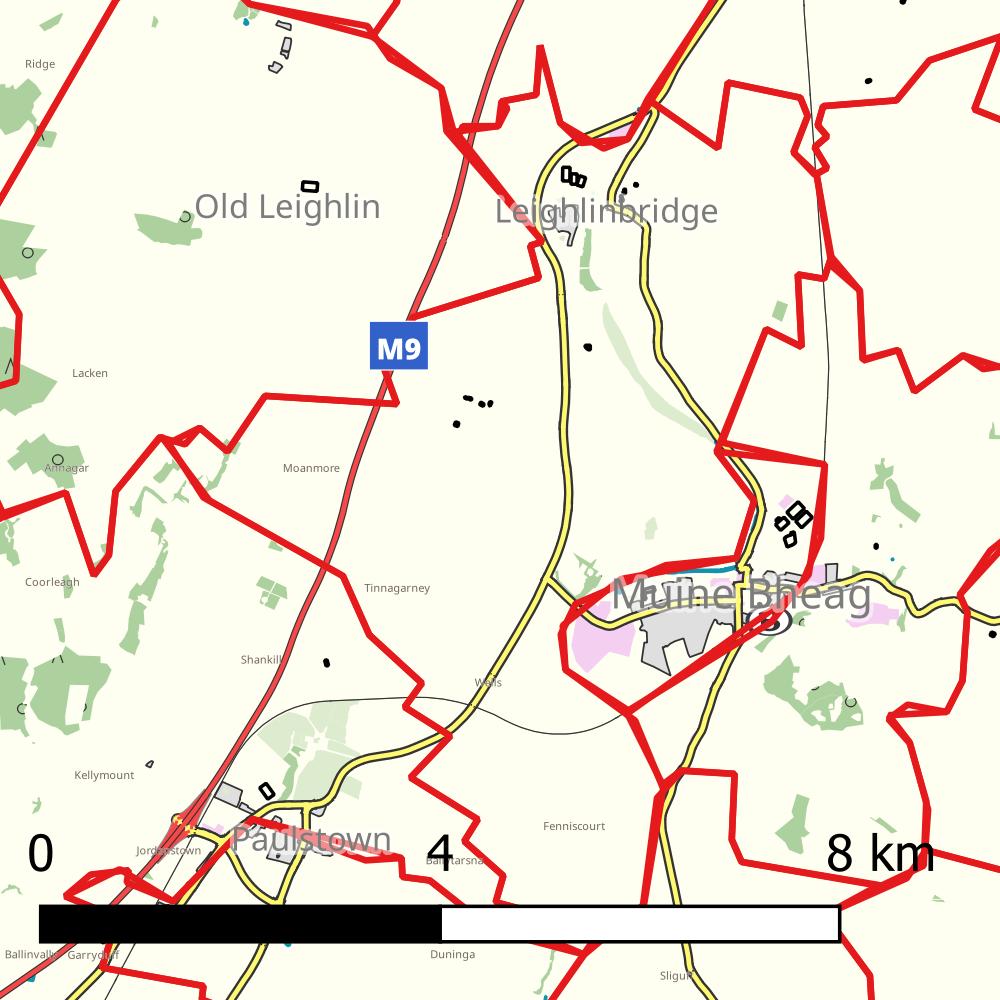 Ridge
Old Leighlin
Leighlinbridge
M9
Lacken
Annagar
Moanmore
Coorleagh
Tinnagarney
Muine Bheag
Shankill
Wells
Kellymount
Fenniscourt
Paulstown
Jordanstown
0
4
8 km
Ballinvally
Garryduff
Duninga
Sliguff